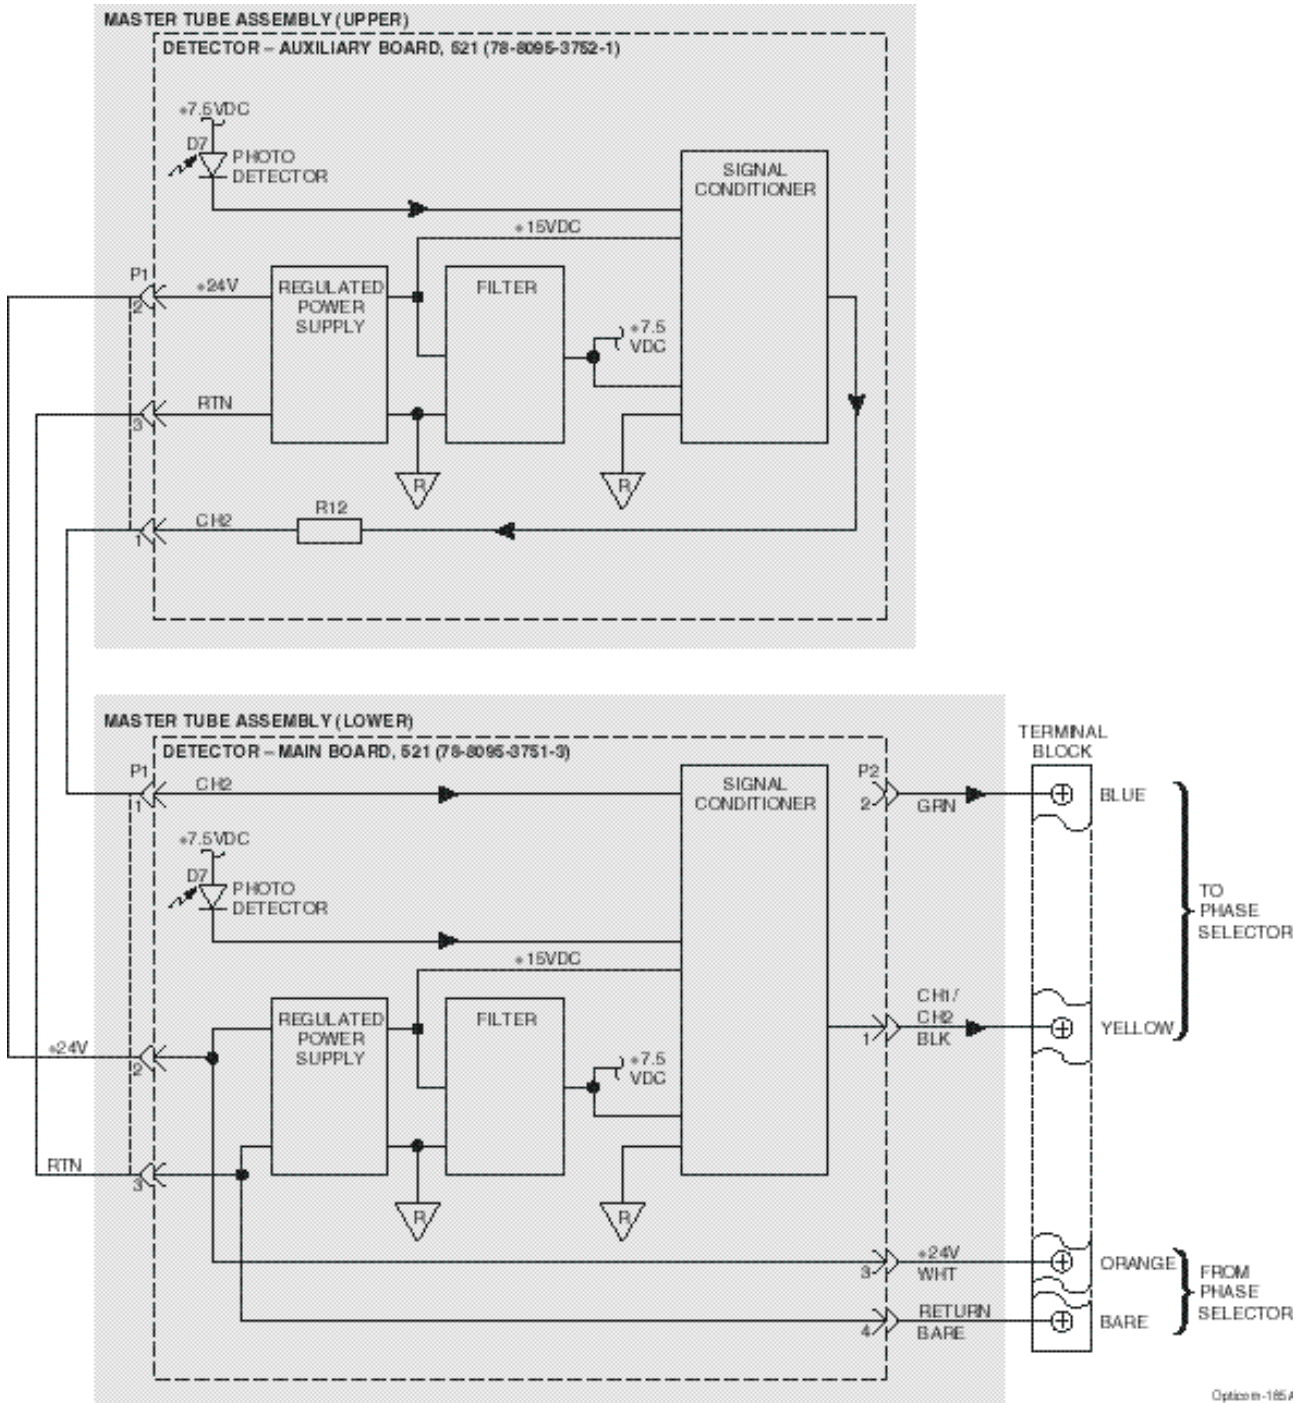 MASTER TUBE ASSEMBLY (UPPER)
DETECTOR – AUXILIARY BOARD, 521 (78-8095-3752-1)
+7.5VDC
D7
PHOTO
DETECTOR
SIGNAL
CONDITIONER
+15VDC
P1
2
+24V
REGULATED
POWER
SUPPLY
FILTER
+7.5
VDC
3
RTN
R
R
R12
1
CH2
MASTER TUBE ASSEMBLY (LOWER)
DETECTOR – MAIN BOARD, 521 (78-8095-3751-3)
TERMINAL
BLOCK
P1
1
CH2
SIGNAL
CONDITIONER
P2
2
GRN
BLUE
+7.5VDC
D7
PHOTO
DETECTOR
TO
PHASE
SELECTOR
+15VDC
CH1/
CH2
BLK
1
YELLOW
REGULATED
POWER
SUPPLY
FILTER
+24V
2
+7.5
VDC
RTN
3
R
R
3
+24V
WHT
ORANGE
FROM
PHASE
SELECTOR
4
RETURN
BARE
BARE
Opticom-185A